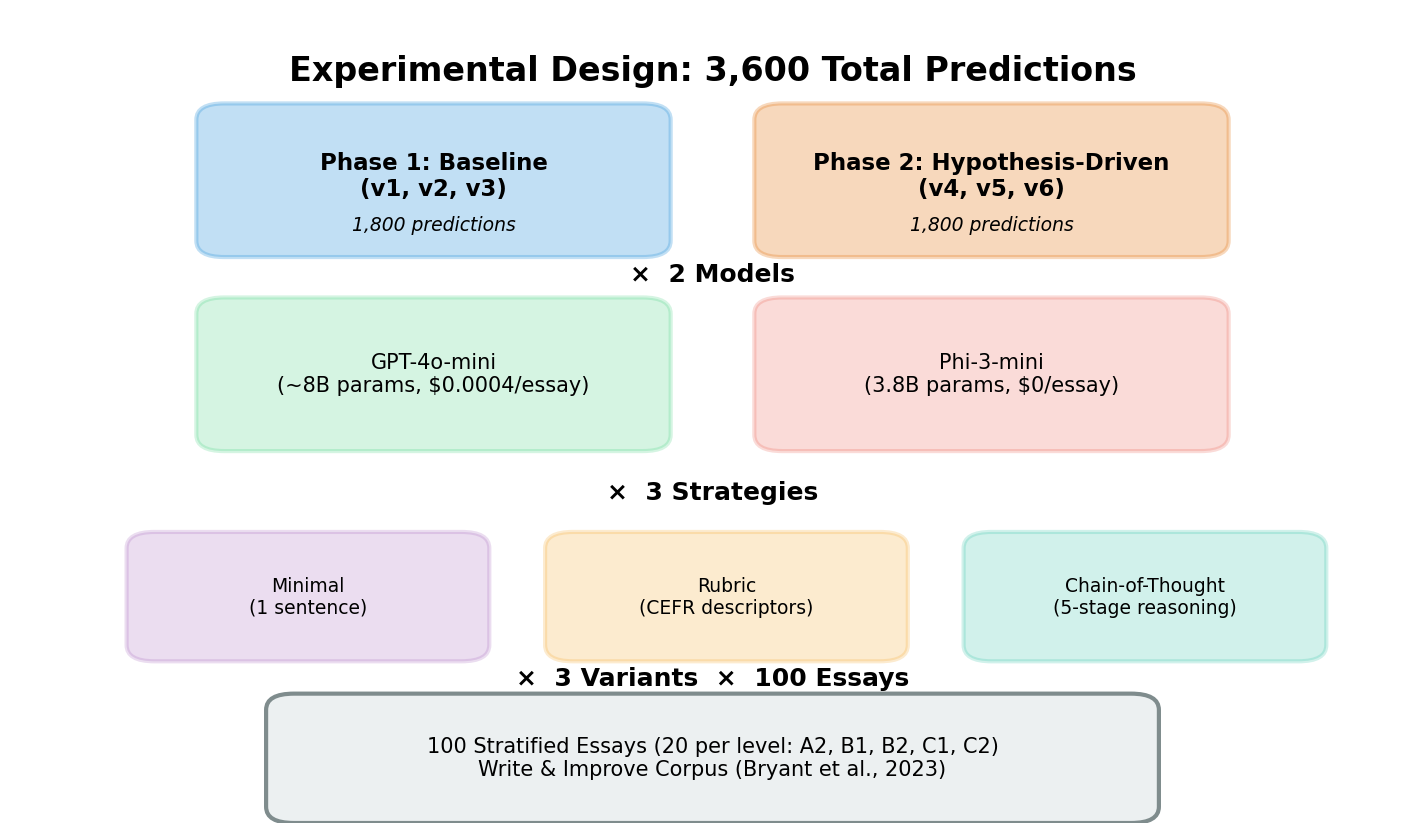 Experimental Design: 3,600 Total Predictions
Phase 1: Baseline
(v1, v2, v3)
1,800 predictions
Phase 2: Hypothesis-Driven
(v4, v5, v6)
1,800 predictions
× 2 Models
GPT-4o-mini
(~8B params, $0.0004/essay)
Phi-3-mini
(3.8B params, $0/essay)
× 3 Strategies
Minimal
(1 sentence)
Rubric
(CEFR descriptors)
Chain-of-Thought
(5-stage reasoning)
× 3 Variants × 100 Essays
100 Stratified Essays (20 per level: A2, B1, B2, C1, C2)
Write & Improve Corpus (Bryant et al., 2023)